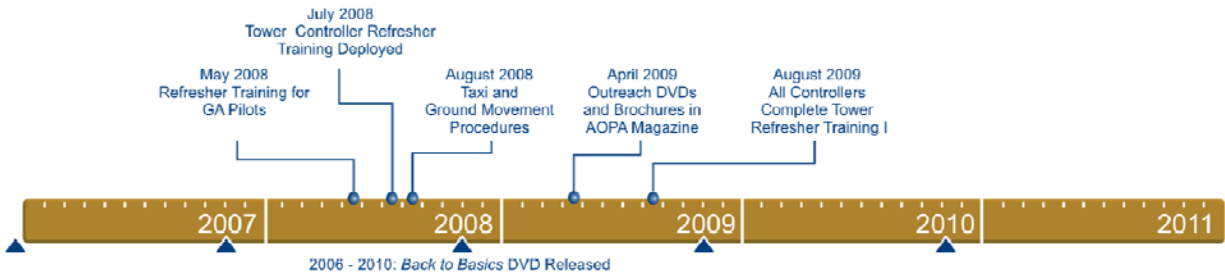 July 2008
Tower Controller Refresher
Training Deployed
May 2008
Refresher Training for
GA Pilots
August 2008
Taxi and
Ground Movement
Procedures
April 2009
Outreach DVDs
and Brochures in
AOPA Magazine
August 2009
All Controllers
Complete Tower
Refresher Training I
2007 2008 2009 2010 2011
2006 - 2010: Back to Basics DVD Released